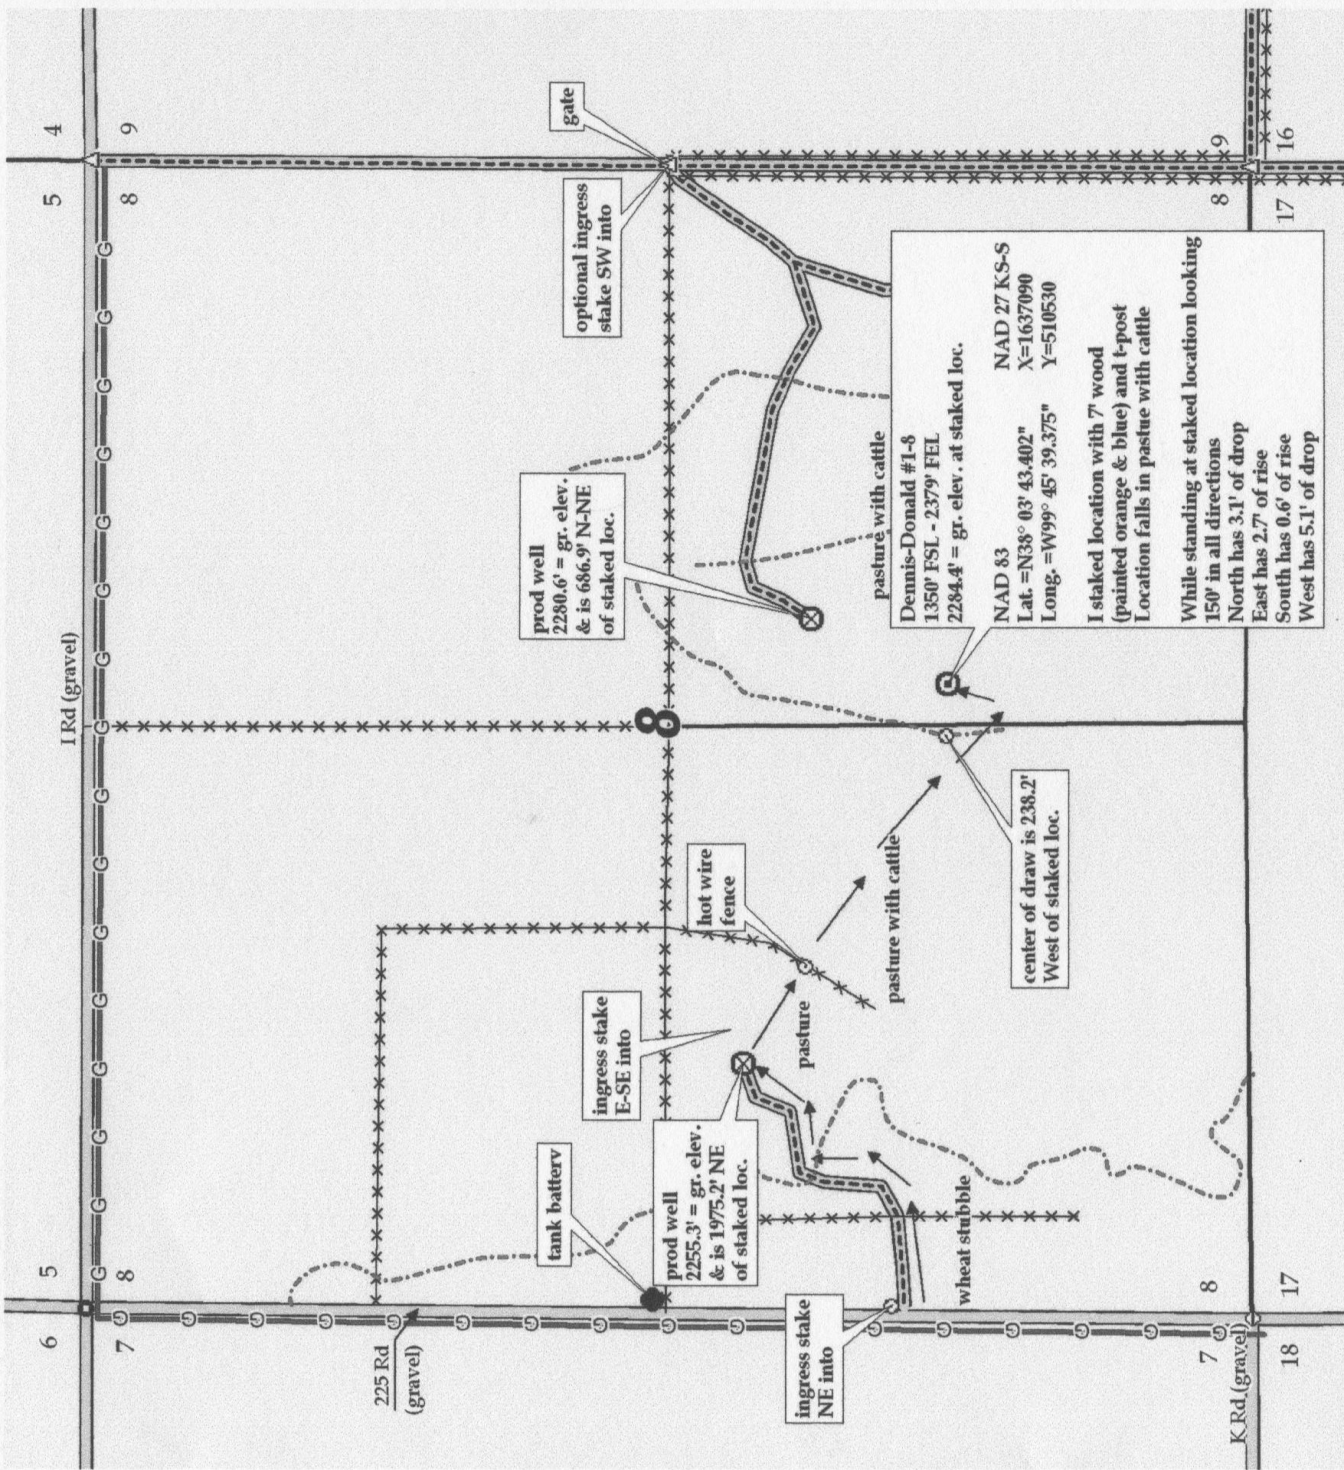 I Rd (gravel)
6
5
7
8
5
4
8
9
225 Rd
(gravel)
tank battery
ingress stake
E-SE into
prod well
2280.6' = gr. elev.
& is 686.9' N-NE
of staked loc.
optional ingress
stake SW into
gate
8
prod well
2255.3' = gr. elev.
& is 1975.2' NE
of staked loc.
hot wire
fence
ingress stake
NE into
pasture
pasture with cattle
pasture with cattle
wheat stubble
center of draw is 238.2'
West of staked loc.
Dennis-Donald #1-8
1350' FSL - 2379' FEL
2284.4' = gr. elev. at staked loc.
NAD 83
NAD 27 KS-S
Lat. =N38° 03' 43.402"
X=1637090
Long. =W99° 45' 39.375"
Y=510530
I staked location with 7' wood
(painted orange & blue) and t-post
Location falls in pastue with cattle
While standing at staked location looking
150' in all directions
North has 3.1' of drop
East has 2.7' of rise
South has 0.6' of rise
West has 5.1' of drop
K Rd (gravel)
7
8
18
17
8
9
17
16
G G G G G G G G G G G G G G G G
G G G G G G G G G G G G G G G G G